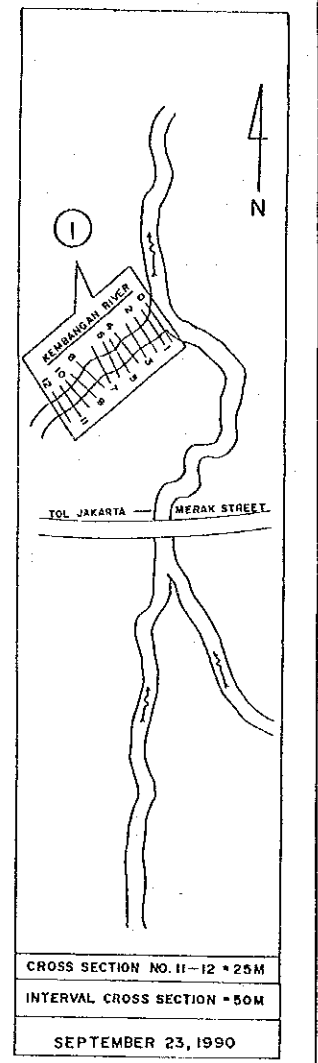 N
1
KEMBANGAN RIVER
12 10 8 6 4 2 0
11 9 7 5 3 1
TOL JAKARTA — MERAK STREET
CROSS SECTION NO. 11-12 = 25M
INTERVAL CROSS SECTION = 50M
SEPTEMBER 23, 1990